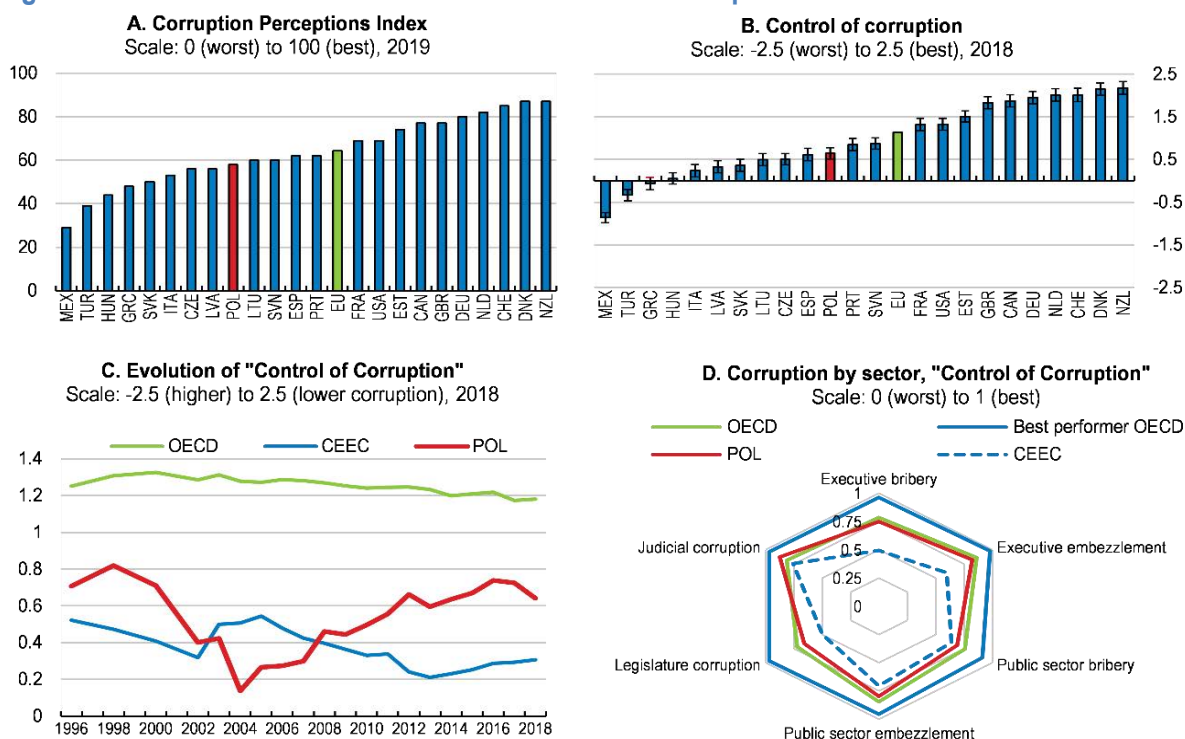 A. Corruption Perceptions Index
Scale: 0 (worst) to 100 (best), 2019
100
80
60
40
20
0
MEX TUR HUN GRC SVK ITA CZE LVA POL LTU SVN ESP PRT EU FRA USA EST CAN GBR DEU NLD CHE DNK NZL
B. Control of corruption
Scale: -2.5 (worst) to 2.5 (best), 2018
2.5
1.5
0.5
-0.5
-1.5
-2.5
MEX TUR GRC HUN ITA LVA SVK LTU CZE ESP POL PRT SVN EU FRA USA EST GBR CAN DEU NLD CHE DNK NZL
C. Evolution of "Control of Corruption"
Scale: -2.5 (higher) to 2.5 (lower corruption), 2018
OECD CEEC POL
1.4
1.2
1
0.8
0.6
0.4
0.2
0
1996 1998 2000 2002 2004 2006 2008 2010 2012 2014 2016 2018
D. Corruption by sector, "Control of Corruption"
Scale: 0 (worst) to 1 (best)
OECD Best performer OECD
POL CEEC
Executive bribery
1
0.75
Judicial corruption Executive embezzlement
0.5
0.25
0
Legislature corruption Public sector bribery
Public sector embezzlement